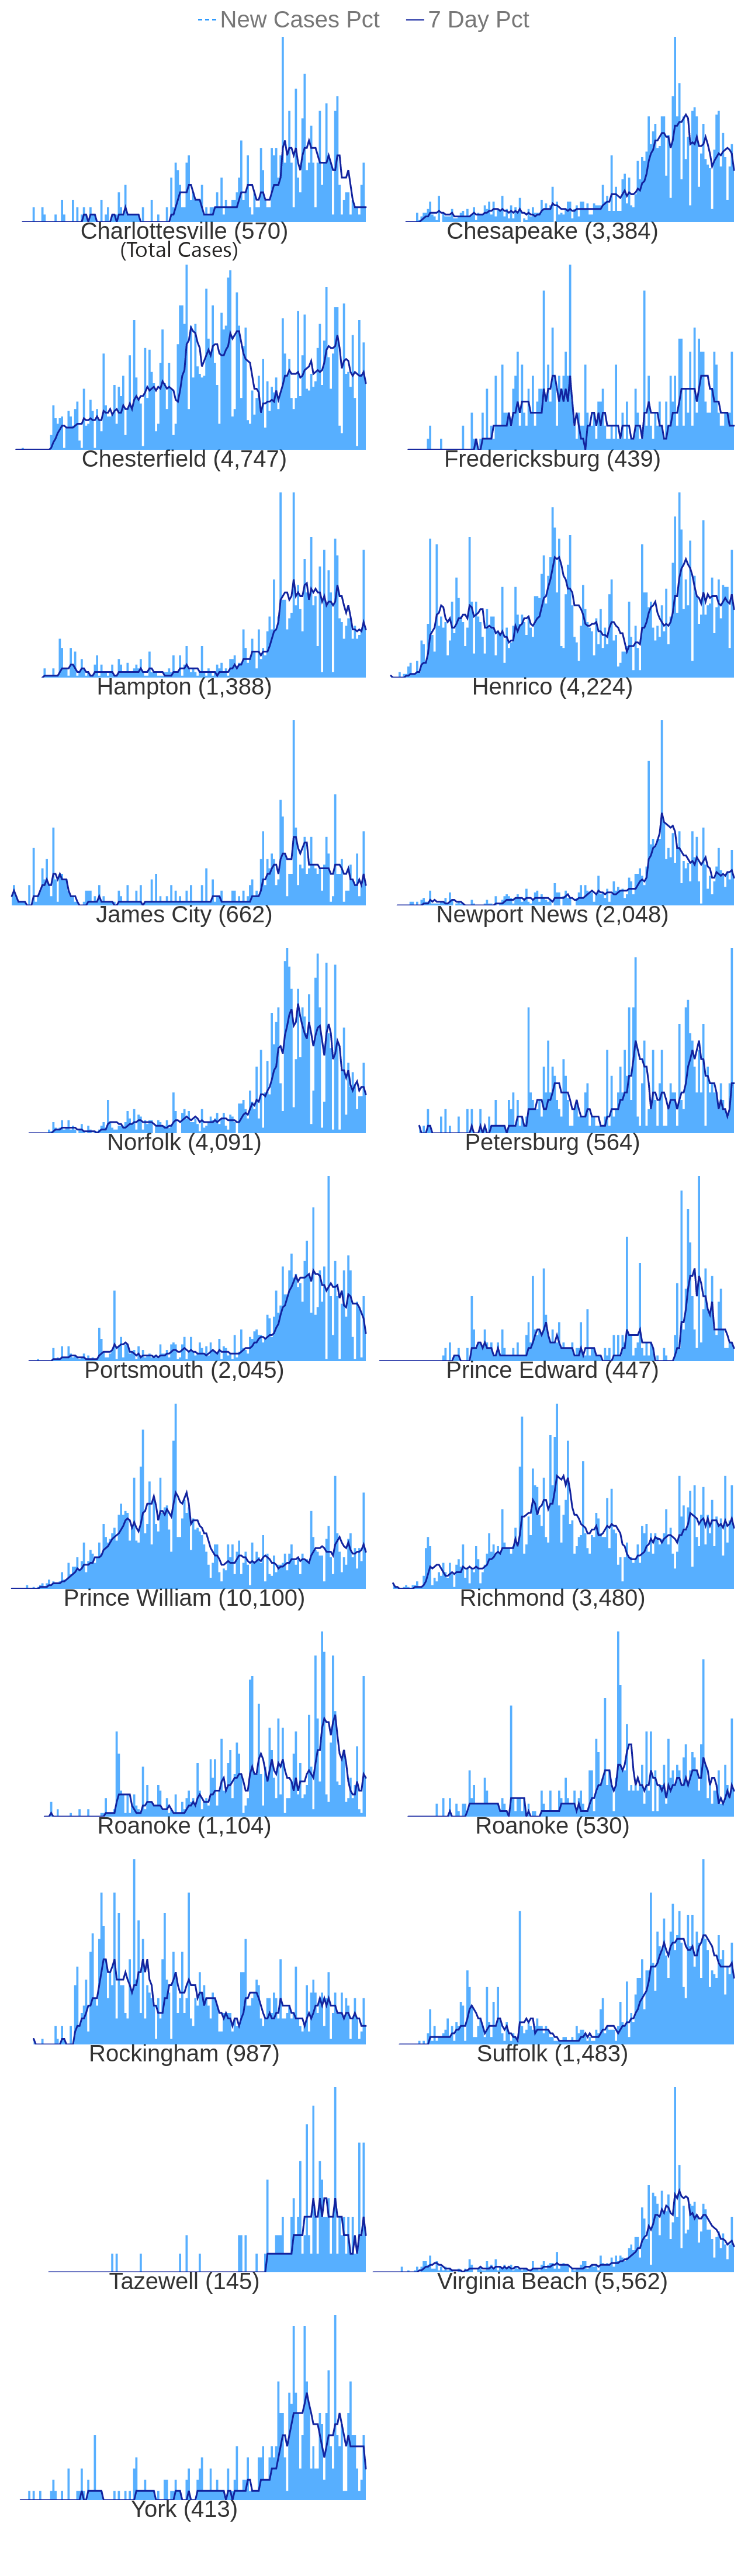 New Cases Pct 7 Day Pct
Charlottesville (570) Chesapeake (3,384)
(Total Cases)
Chesterfield (4,747) Fredericksburg (439)
Hampton (1,388) Henrico (4,224)
James City (662) Newport News (2,048)
Norfolk (4,091) Petersburg (564)
Portsmouth (2,045) Prince Edward (447)
Prince William (10,100) Richmond (3,480)
Roanoke (1,104) Roanoke (530)
Rockingham (987) Suffolk (1,483)
Tazewell (145) Virginia Beach (5,562)
York (413)